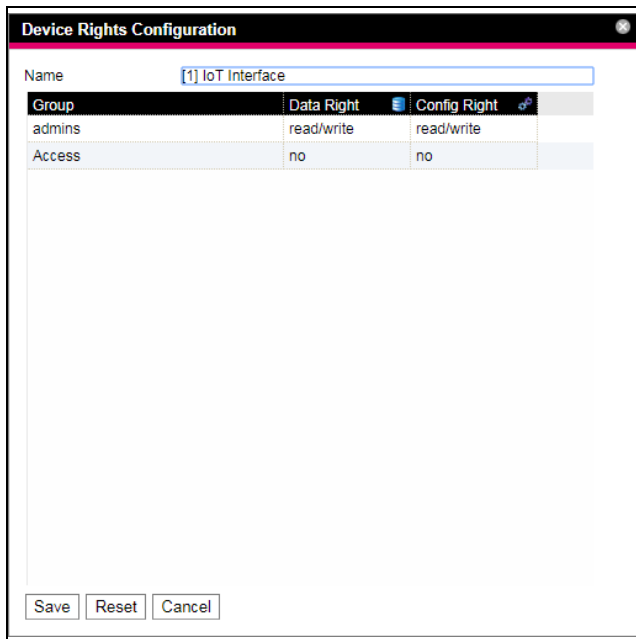 Device Rights Configuration
Name [1] IoT Interface
Group Data Right Config Right
admins read/write read/write
Access no no
Save Reset Cancel